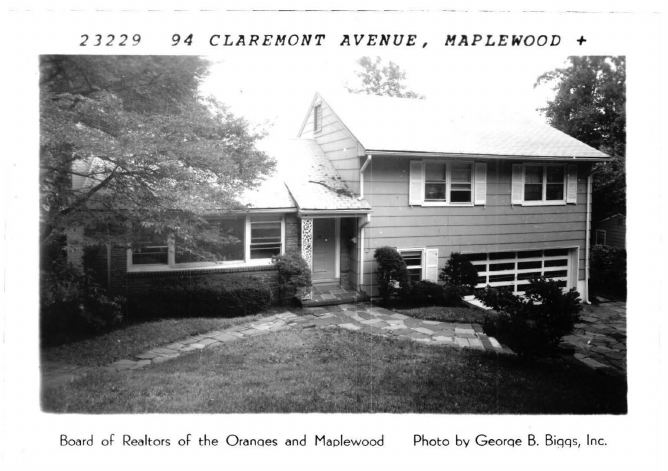 23229 94 CLAREMONT AVENUE, MAPLEWOOD +
Board of Realtors of the Oranges and Maplewood Photo by George B. Biggs, Inc.